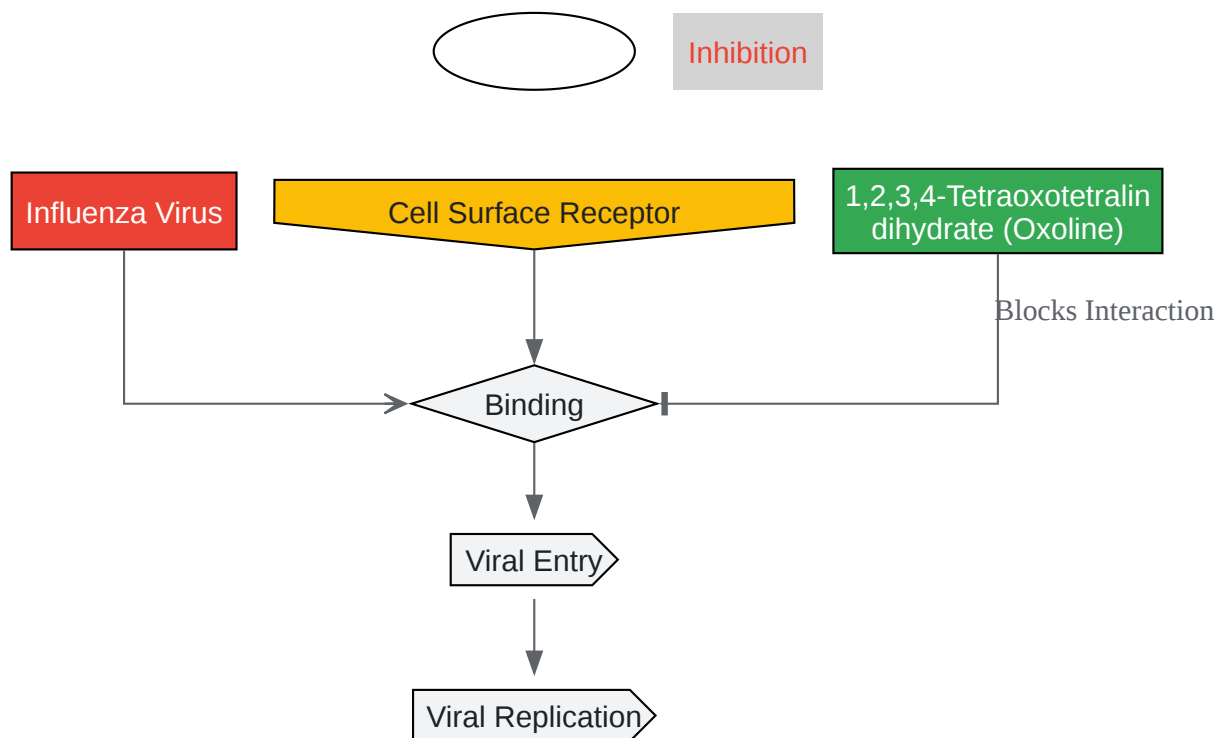 Inhibition
Influenza Virus
Cell Surface Receptor
1,2,3,4-Tetraoxotetralin
dihydrate (Oxoline)
Blocks Interaction
Binding
Viral Entry
Viral Replication